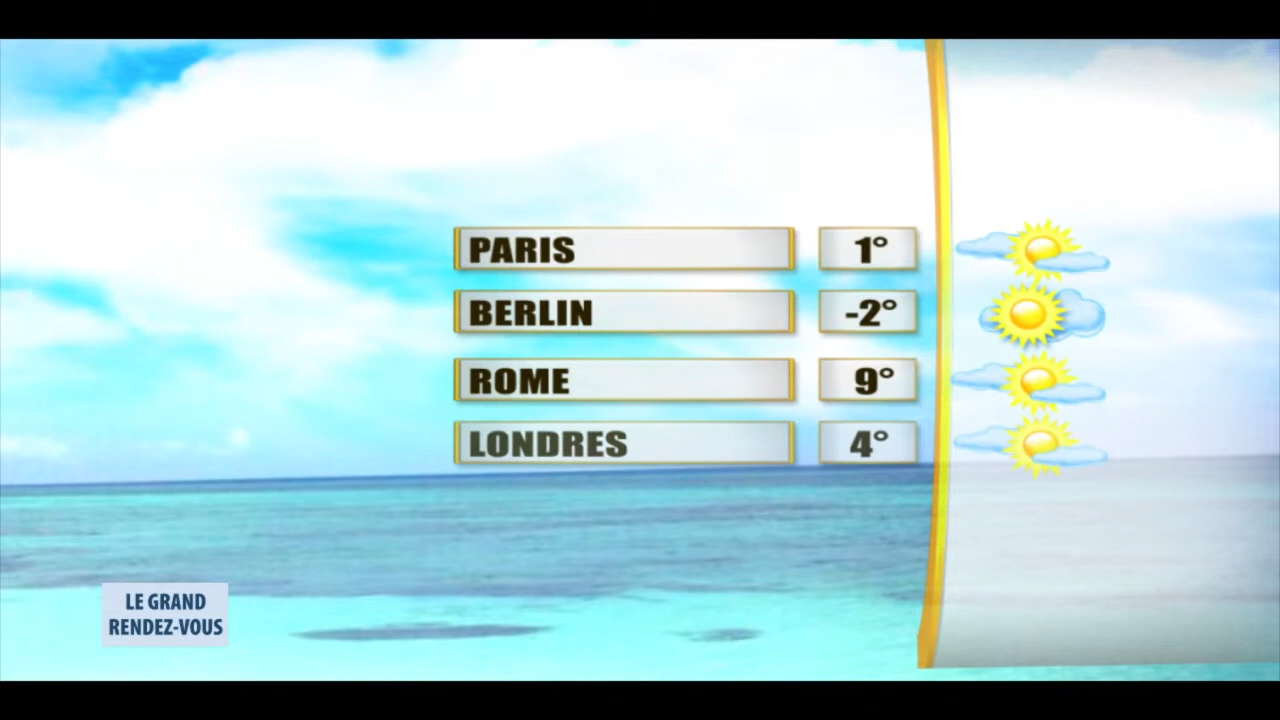 PARIS 1°
BERLIN -2°
ROME 9°
LONDRES 4°
LE GRAND
RENDEZ-VOUS